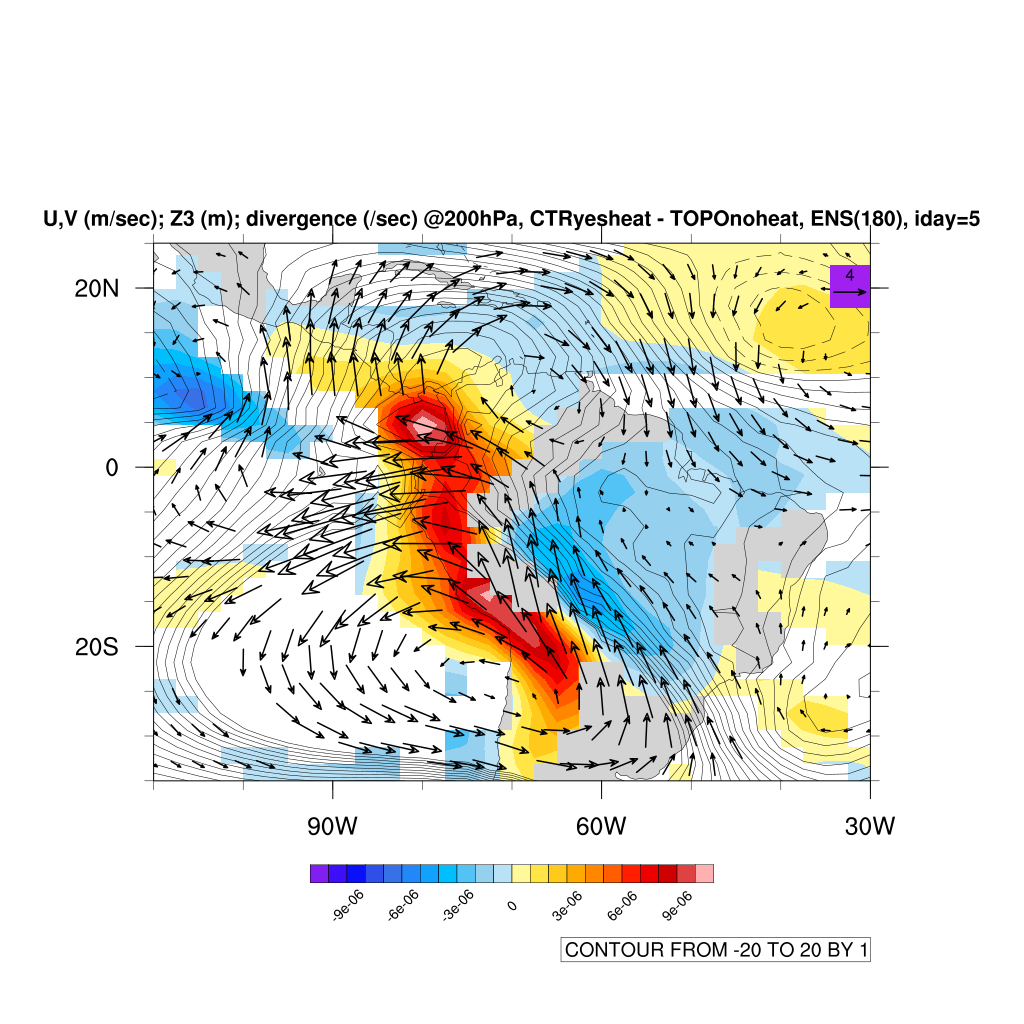 U,V (m/sec); Z3 (m); divergence (/sec) @200hPa, CTRyesheat - TOPOnoheat, ENS(180), iday=5
4
20N
0
20S
90W 60W 30W
-9e-06 -6e-06 -3e-06 0 3e-06 6e-06 9e-06
CONTOUR FROM -20 TO 20 BY 1